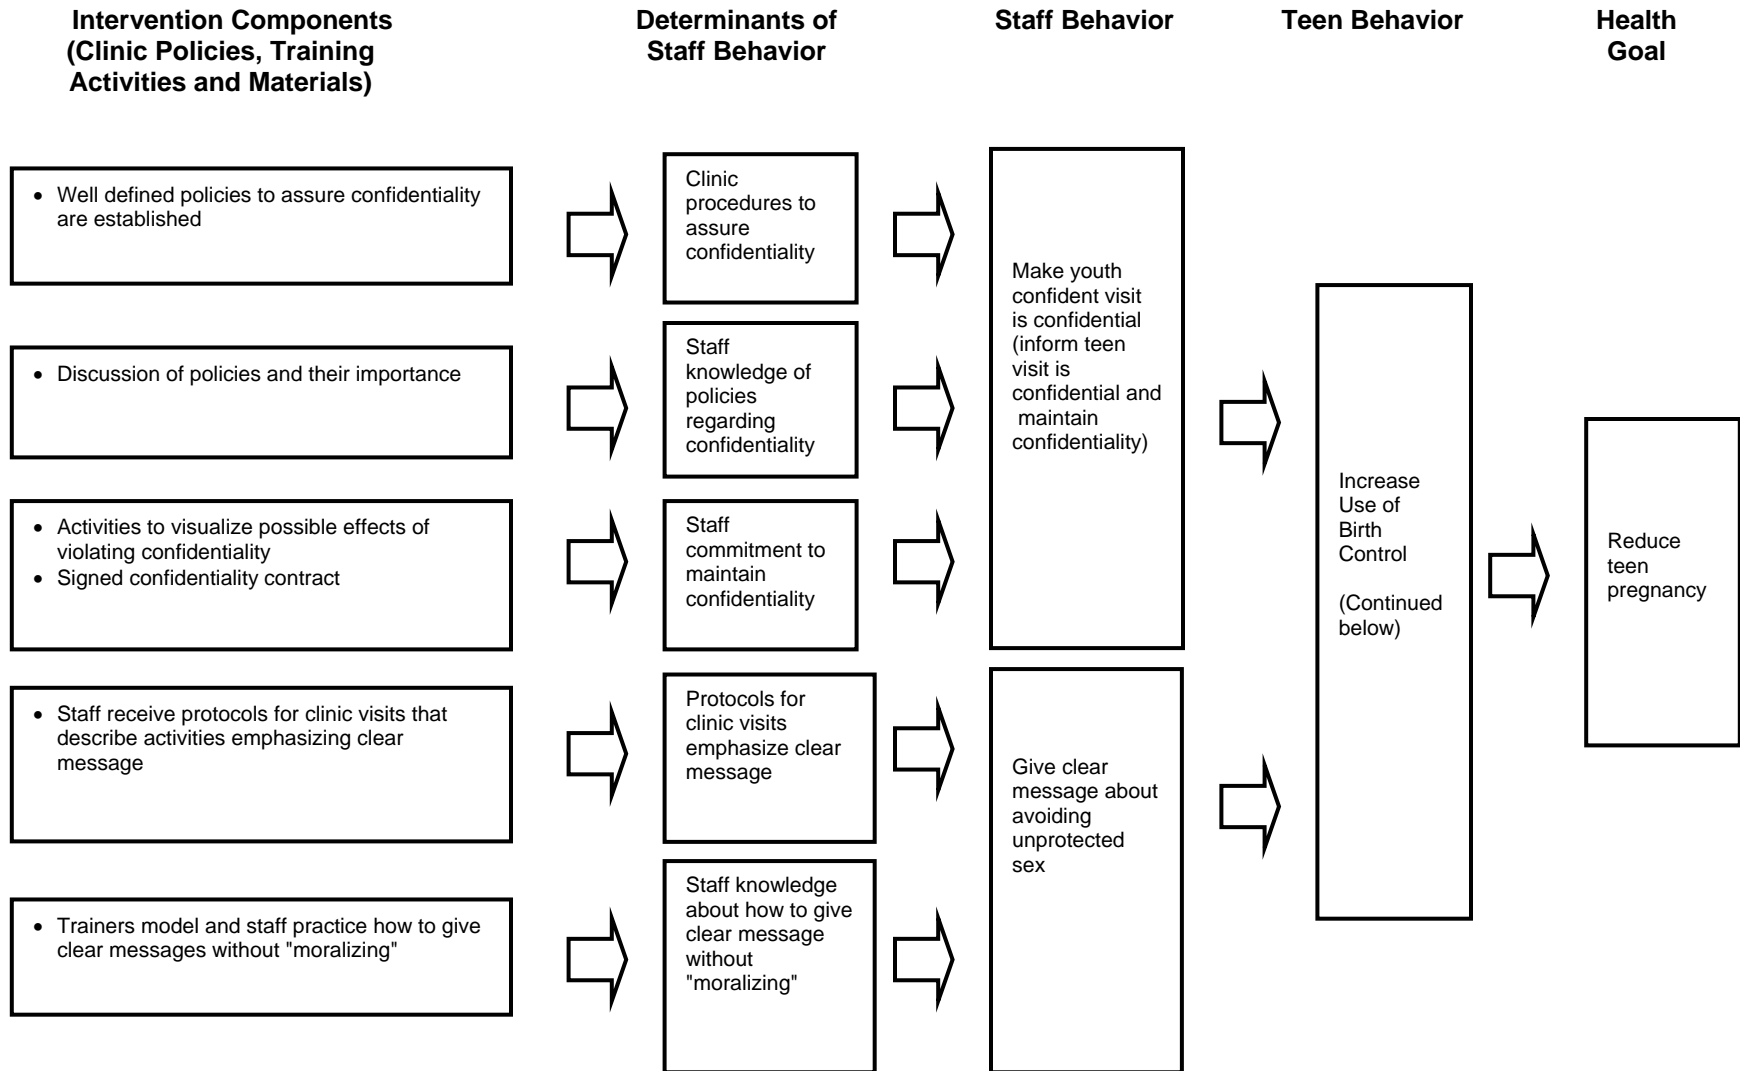 Intervention Components
(Clinic Policies, Training
Activities and Materials)
Determinants of
Staff Behavior
Staff Behavior
Teen Behavior
Health
Goal
• Well defined policies to assure confidentiality
are established
Clinic
procedures to
assure
confidentiality
Make youth
confident visit
is confidential
(inform teen
visit is
confidential and
maintain
confidentiality)
• Discussion of policies and their importance
Staff
knowledge of
policies
regarding
confidentiality
• Activities to visualize possible effects of
violating confidentiality
• Signed confidentiality contract
Staff
commitment to
maintain
confidentiality
Increase
Use of
Birth
Control
(Continued
below)
Reduce
teen
pregnancy
• Staff receive protocols for clinic visits that
describe activities emphasizing clear
message
Protocols for
clinic visits
emphasize clear
message
Give clear
message about
avoiding
unprotected
sex
• Trainers model and staff practice how to give
clear messages without "moralizing"
Staff knowledge
about how to give
clear message
without
"moralizing"